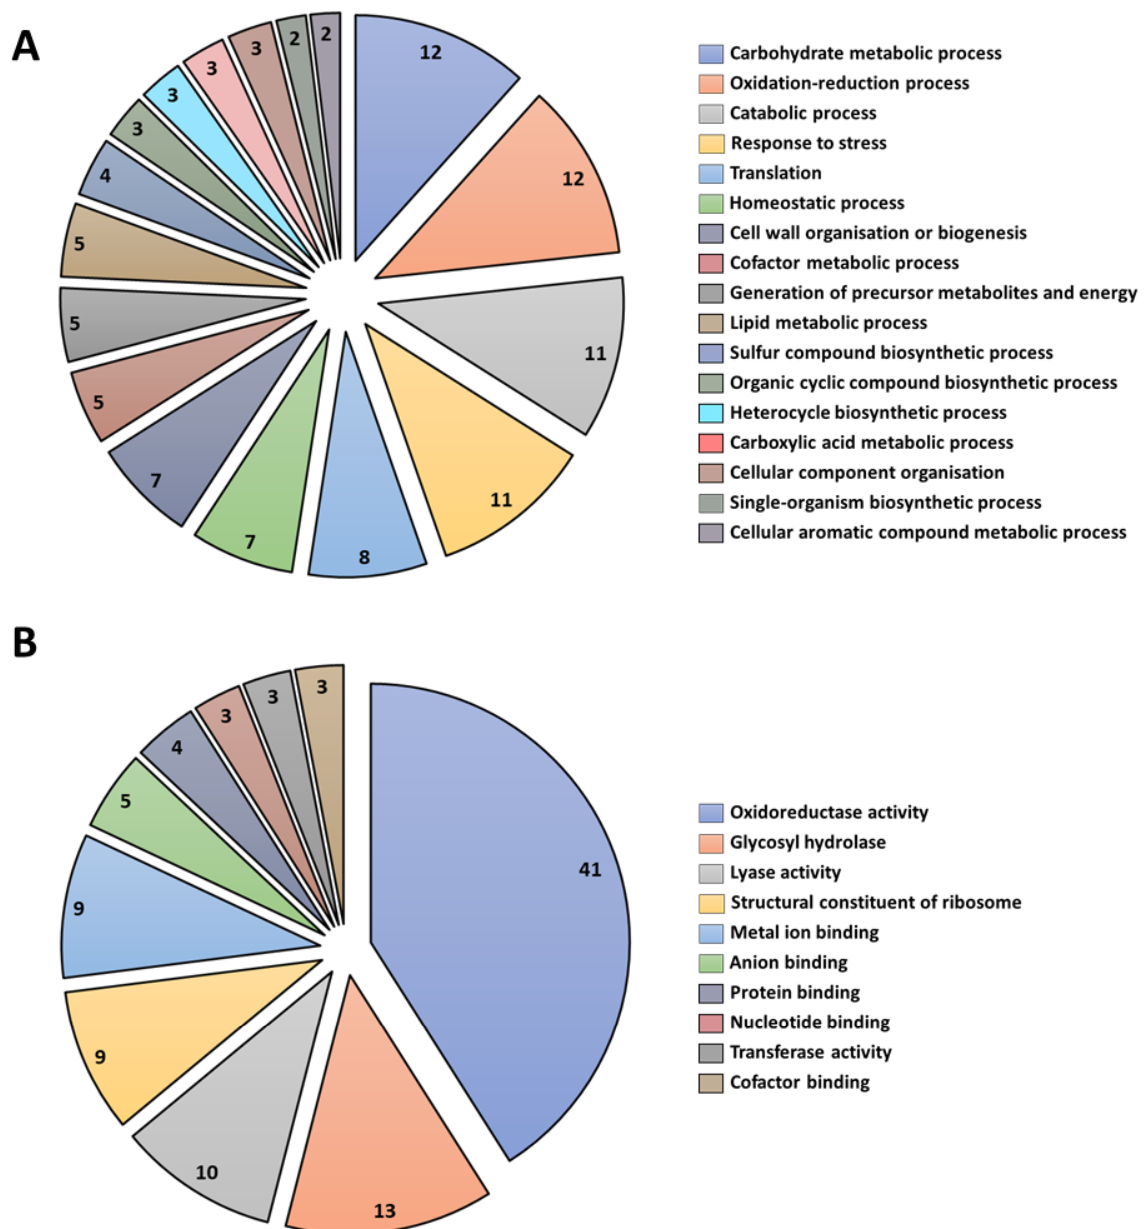 A
12
12
11
11
8
7
7
5
5
5
4
3
3
3
3
2
2
Carbohydrate metabolic process
Oxidation-reduction process
Catabolic process
Response to stress
Translation
Homeostatic process
Cell wall organisation or biogenesis
Cofactor metabolic process
Generation of precursor metabolites and energy
Lipid metabolic process
Sulfur compound biosynthetic process
Organic cyclic compound biosynthetic process
Heterocycle biosynthetic process
Carboxylic acid metabolic process
Cellular component organisation
Single-organism biosynthetic process
Cellular aromatic compound metabolic process
B
41
13
10
9
9
5
4
3
3
3
Oxidoreductase activity
Glycosyl hydrolase
Lyase activity
Structural constituent of ribosome
Metal ion binding
Anion binding
Protein binding
Nucleotide binding
Transferase activity
Cofactor binding